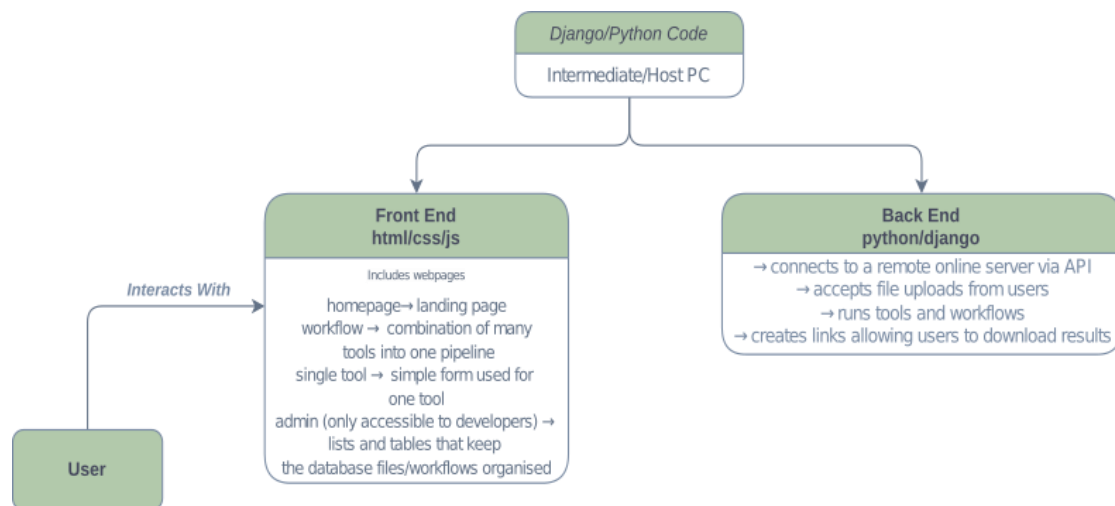 Django/Python Code
Intermediate/Host PC
Front End
html/css/js
Includes webpages
homepage→ landing page
workflow → combination of many
tools into one pipeline
single tool → simple form used for
one tool
admin (only accessible to developers) →
lists and tables that keep
the database files/workflows organised
Back End
python/django
→ connects to a remote online server via API
→ accepts file uploads from users
→ runs tools and workflows
→ creates links allowing users to download results
Interacts With
User